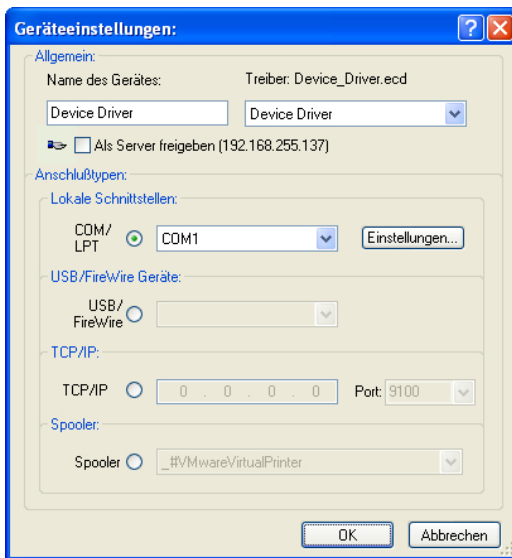 Geräteeinstellungen:
Allgemein:
Name des Gerätes: Treiber: Device_Driver.ecd
Device Driver Device Driver
Als Server freigeben (192.168.255.137)
Anschlußtypen:
Lokale Schnittstellen:
COM/
LPT COM1 Einstellungen...
USB/FireWire Geräte:
USB/
FireWire
TCP/IP:
TCP/IP 0 . 0 . 0 . 0 Port: 9100
Spooler:
Spooler _#VMwareVirtualPrinter
OK Abbrechen